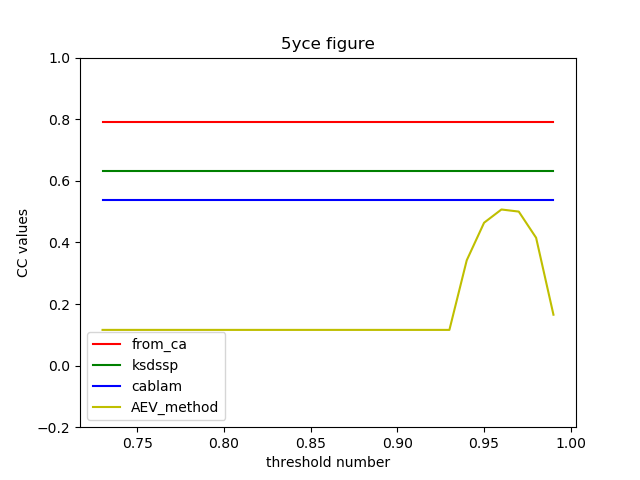 5yce figure
1.0
0.8
0.6
0.4
0.2
0.0
−0.2
CC values
from_ca
ksdssp
cablam
AEV_method
0.75 0.80 0.85 0.90 0.95 1.00
threshold number